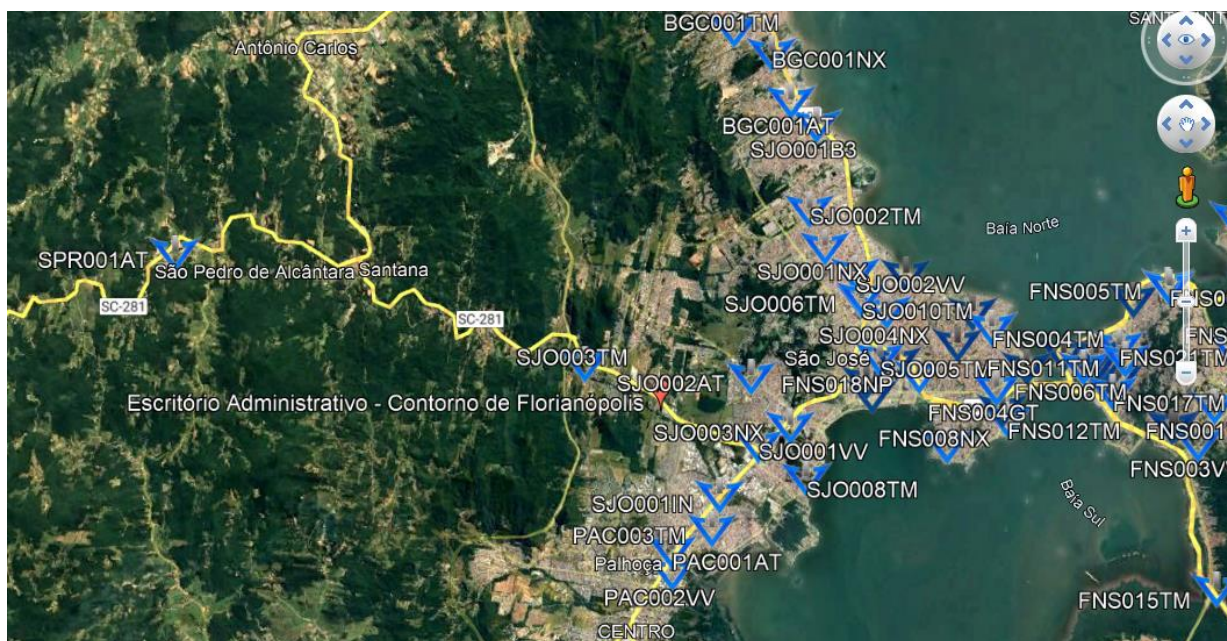 SANT
BGC001TM
Antônio Carlos
BGC001NX
BGC001AT
SJO001B3
SJO002TM
Baía Norte
SPR001AT
São Pedro de Alcântara
Santana
SJO001NX
SJO002VV
SC-281
SJO006TM
SJO010TM
FNS005TM
SC-281
SJO004NX
FNS004TM
SJO003TM
São José
SJO005TM
FNS011TM
SJO002AT
FNS018NP
FNS006TM
Escritório Administrativo - Contorno de Florianópolis
FNS004GT
FNS017TM
SJO003NX
FNS008NX
FNS012TM
FNS001
SJO001VV
FNS003V
SJO008TM
SJO001IN
Baía Sul
PAC003TM
Palhoça
PAC001AT
PAC002VV
FNS015TM
CENTRO